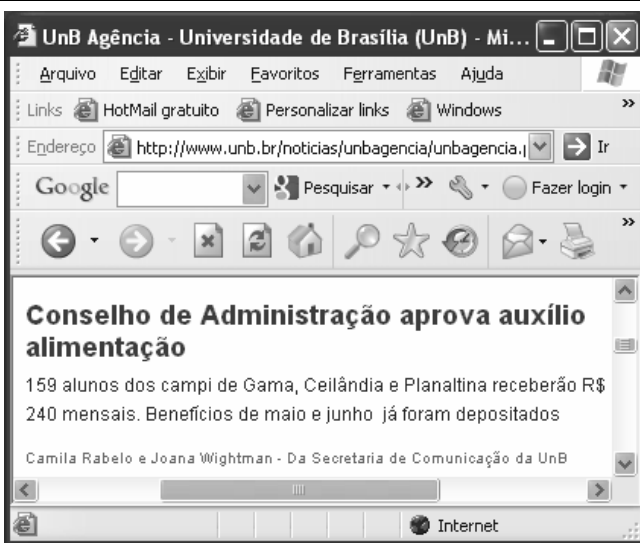 UnB Agência - Universidade de Brasília (UnB) - Mi...
Arquivo Editar Exibir Favoritos Ferramentas Ajuda
Links HotMail gratuito Personalizar links Windows »
Endereço http://www.unb.br/noticias/unbagencia/unbagencia.p Ir
Google Pesquisar » Fazer login
»
Conselho de Administração aprova auxílio
alimentação
159 alunos dos campi de Gama, Ceilândia e Planaltina receberão R$
240 mensais. Benefícios de maio e junho já foram depositados
Camila Rabelo e Joana Wightman - Da Secretaria de Comunicação da UnB
Internet